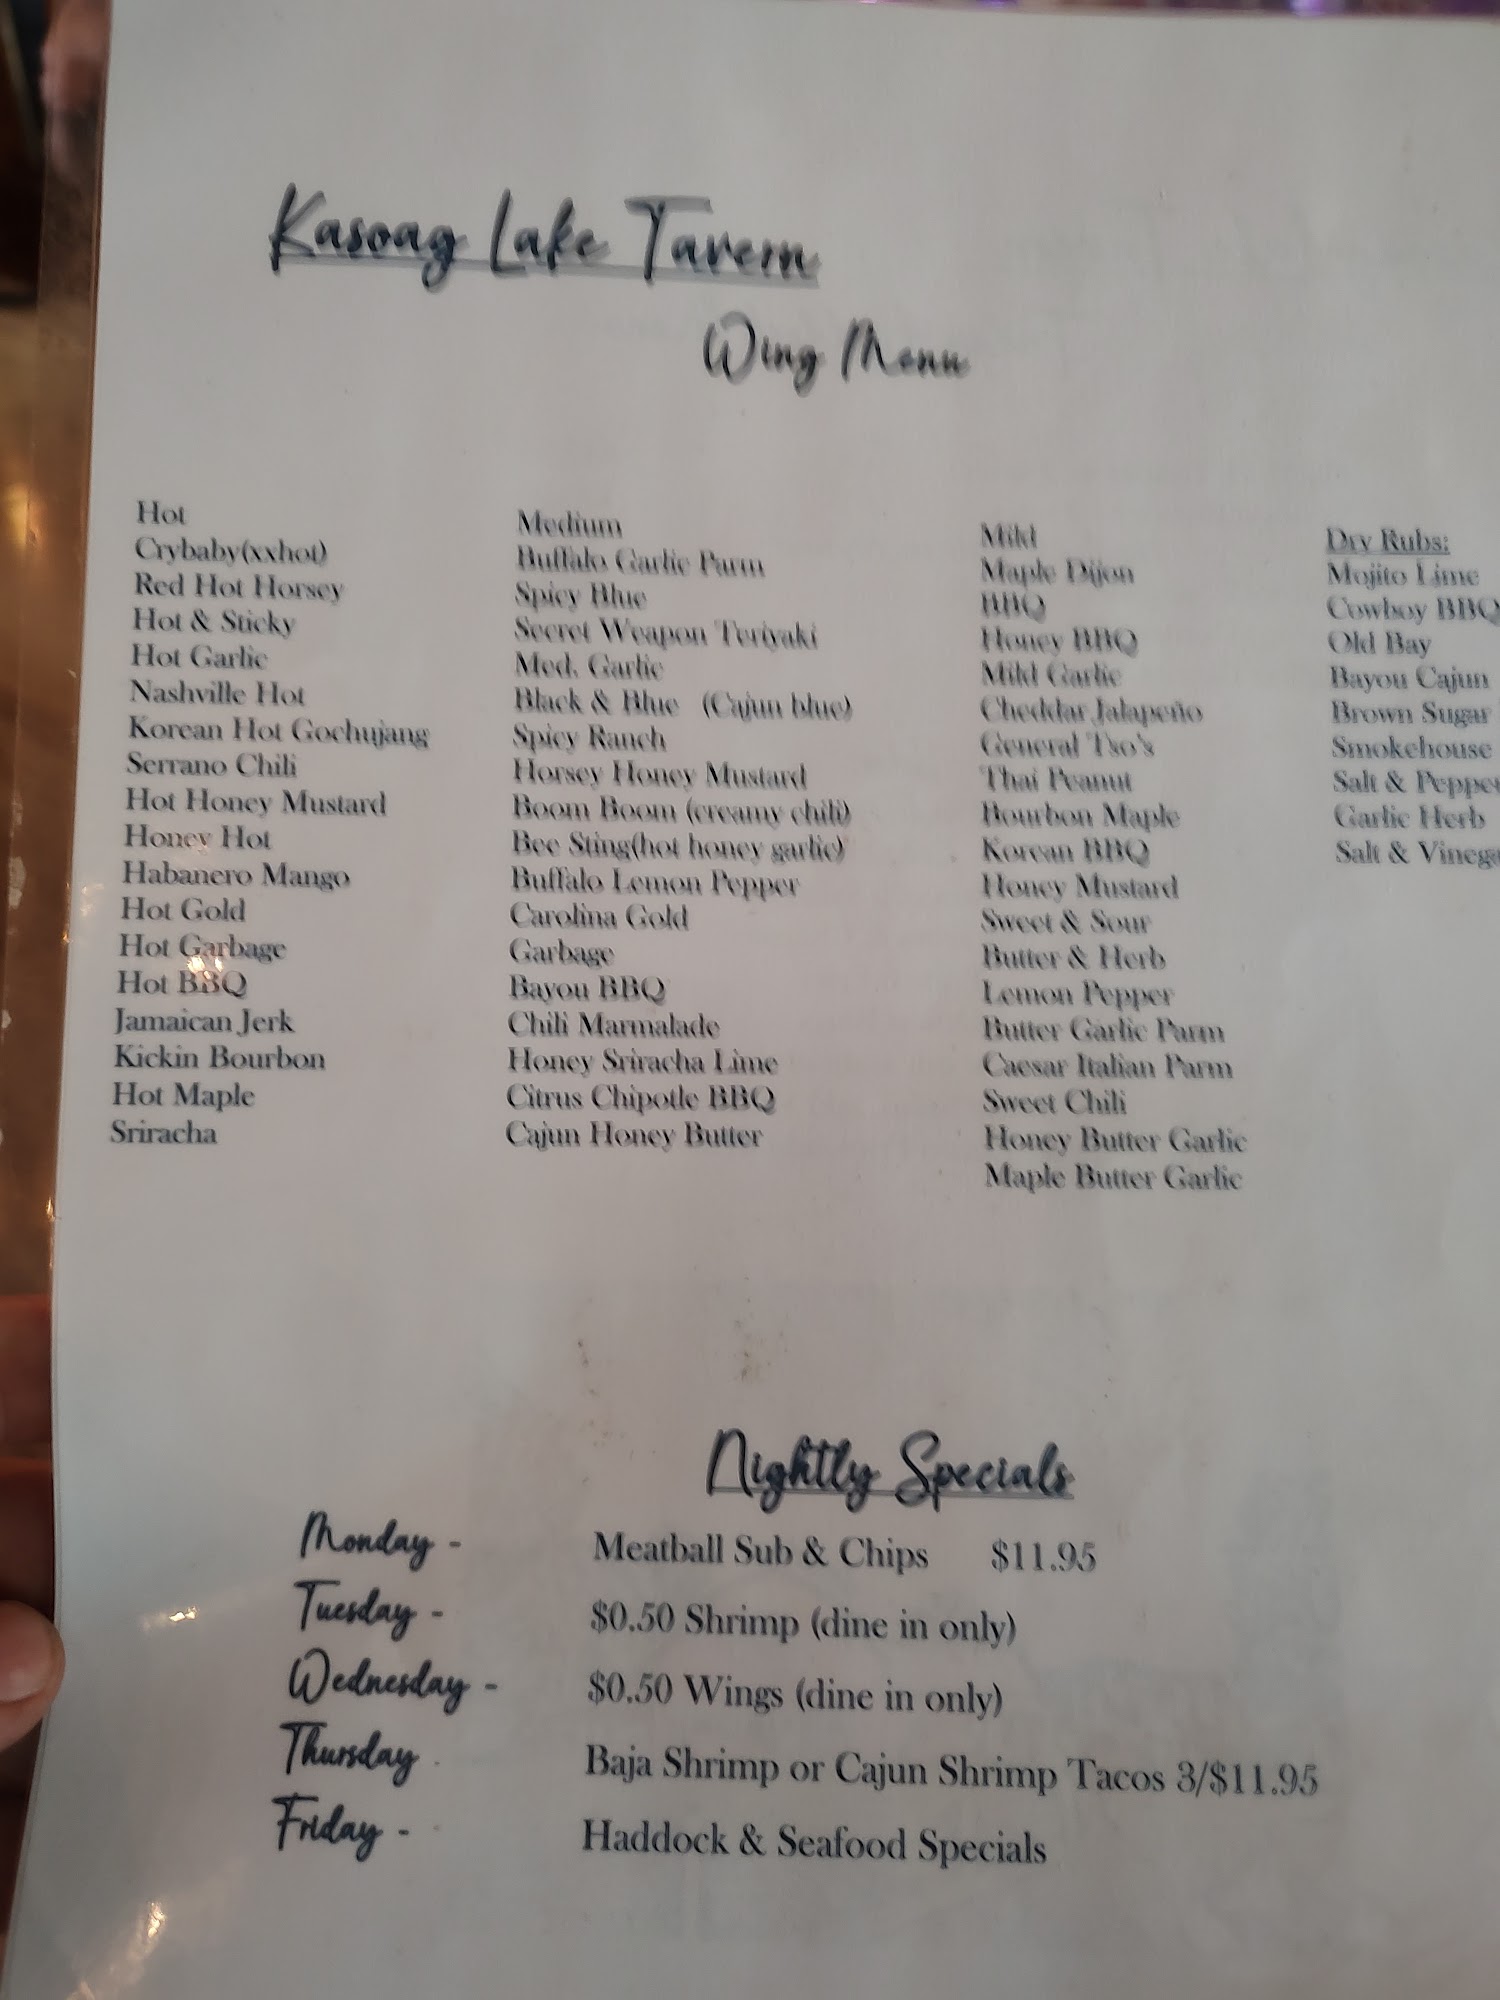 Kasoag Lake Tavern
Wing Menu
Hot
Crybaby(xxhot)
Red Hot Horsey
Hot & Sticky
Hot Garlic
Nashville Hot
Korean Hot Gochujang
Serrano Chili
Hot Honey Mustard
Honey Hot
Habanero Mango
Hot Gold
Hot Garbage
Hot BBQ
Jamaican Jerk
Kickin Bourbon
Hot Maple
Sriracha
Medium
Buffalo Garlic Parm
Spicy Blue
Secret Weapon Teriyaki
Med. Garlic
Black & Blue (Cajun blue)
Spicy Ranch
Horsey Honey Mustard
Boom Boom (creamy chili)
Bee Sting(hot honey garlic)
Buffalo Lemon Pepper
Carolina Gold
Garbage
Bayou BBQ
Chili Marmalade
Honey Sriracha Lime
Citrus Chipotle BBQ
Cajun Honey Butter
Mild
Maple Dijon
BBQ
Honey BBQ
Mild Garlic
Cheddar Jalapeño
General Tso's
Thai Peanut
Bourbon Maple
Korean BBQ
Honey Mustard
Sweet & Sour
Butter & Herb
Lemon Pepper
Butter Garlic Parm
Caesar Italian Parm
Sweet Chili
Honey Butter Garlic
Maple Butter Garlic
Dry Rubs:
Mojito Lime
Cowboy BBQ
Old Bay
Bayou Cajun
Brown Sugar
Smokehouse
Salt & Pepper
Garlic Herb
Salt & Vinega
Nightly Specials
Monday - Meatball Sub & Chips $11.95
Tuesday - $0.50 Shrimp (dine in only)
Wednesday - $0.50 Wings (dine in only)
Thursday Baja Shrimp or Cajun Shrimp Tacos 3/$11.95
Friday - Haddock & Seafood Specials